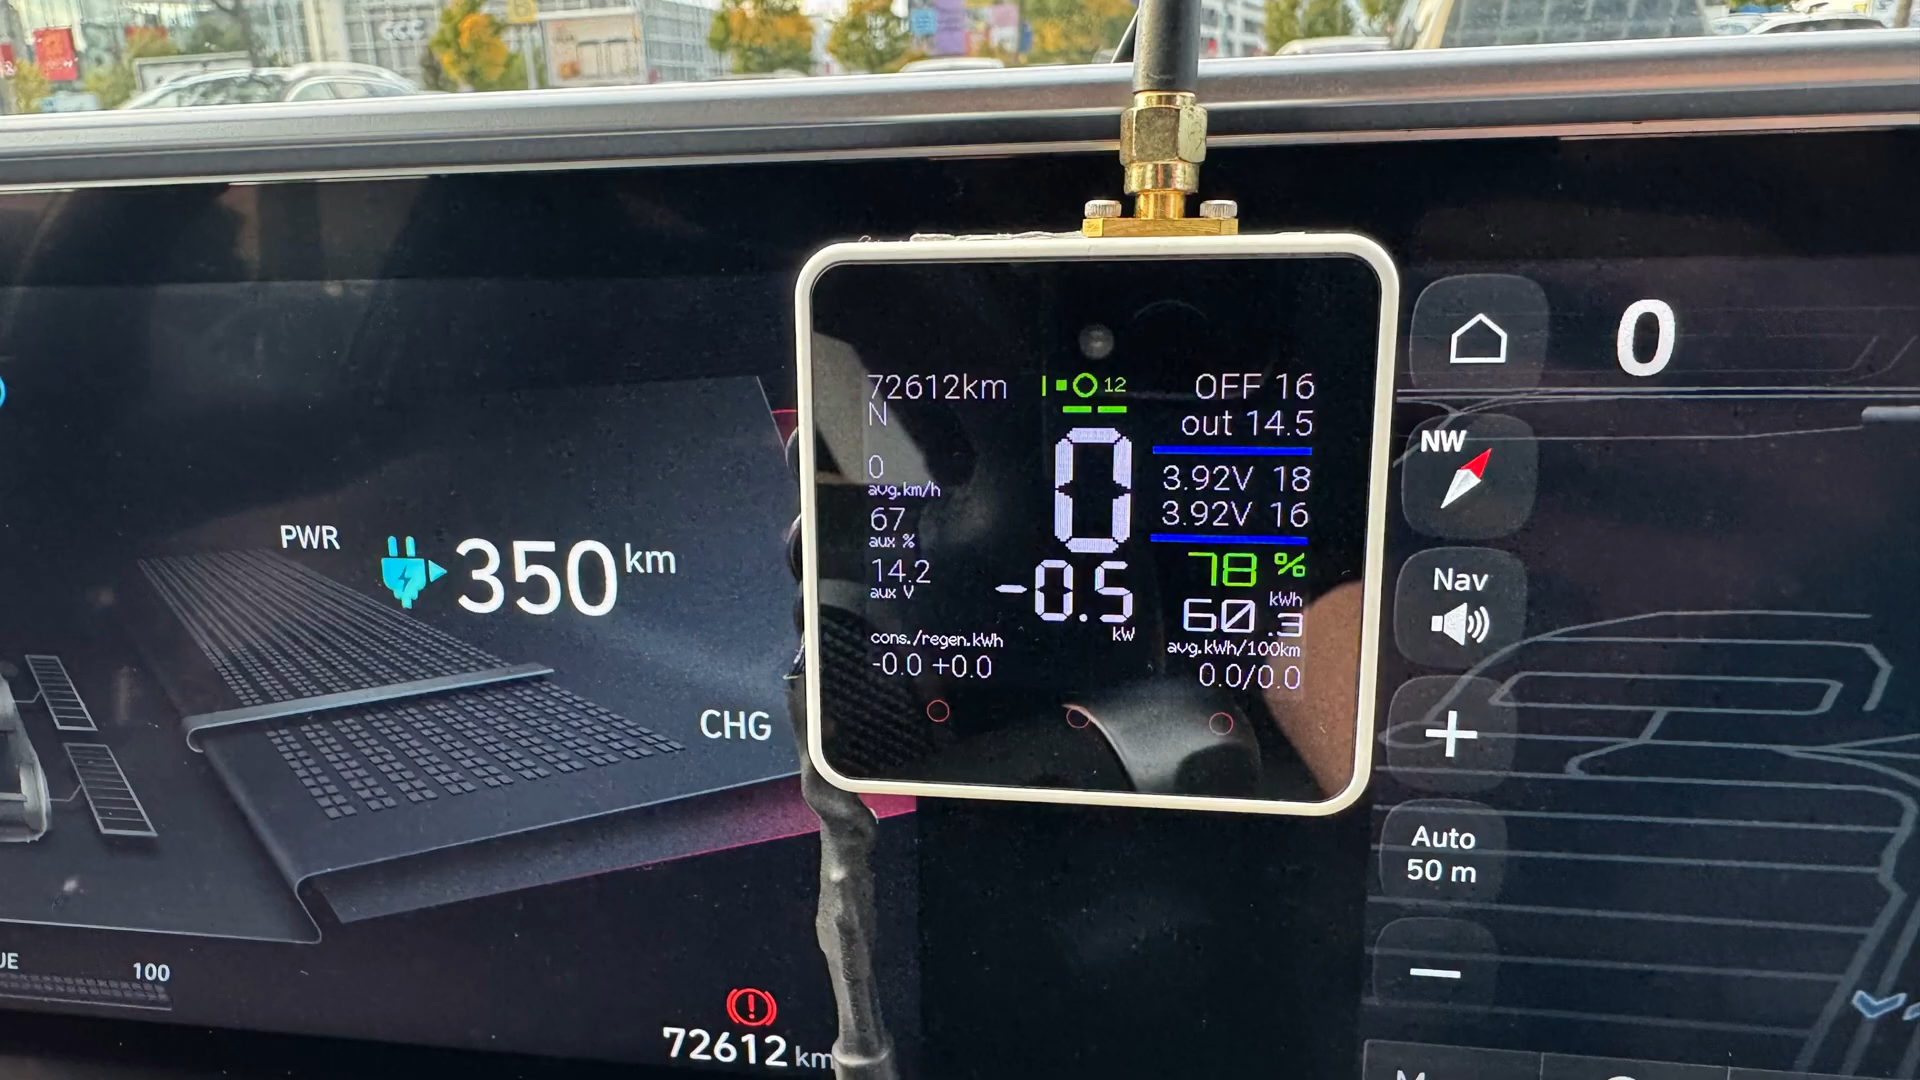 PWR
350 km
CHG
100
72612 km
72612km
N
0
avg.km/h
67
aux %
14.2
aux V
cons./regen.kWh
-0.0 +0.0
12
0
-0.5
kW
OFF 16
out 14.5
3.92V 18
3.92V 16
78 %
kWh
60.3
avg.kWh/100km
0.0/0.0
0
NW
Nav
Auto
50 m